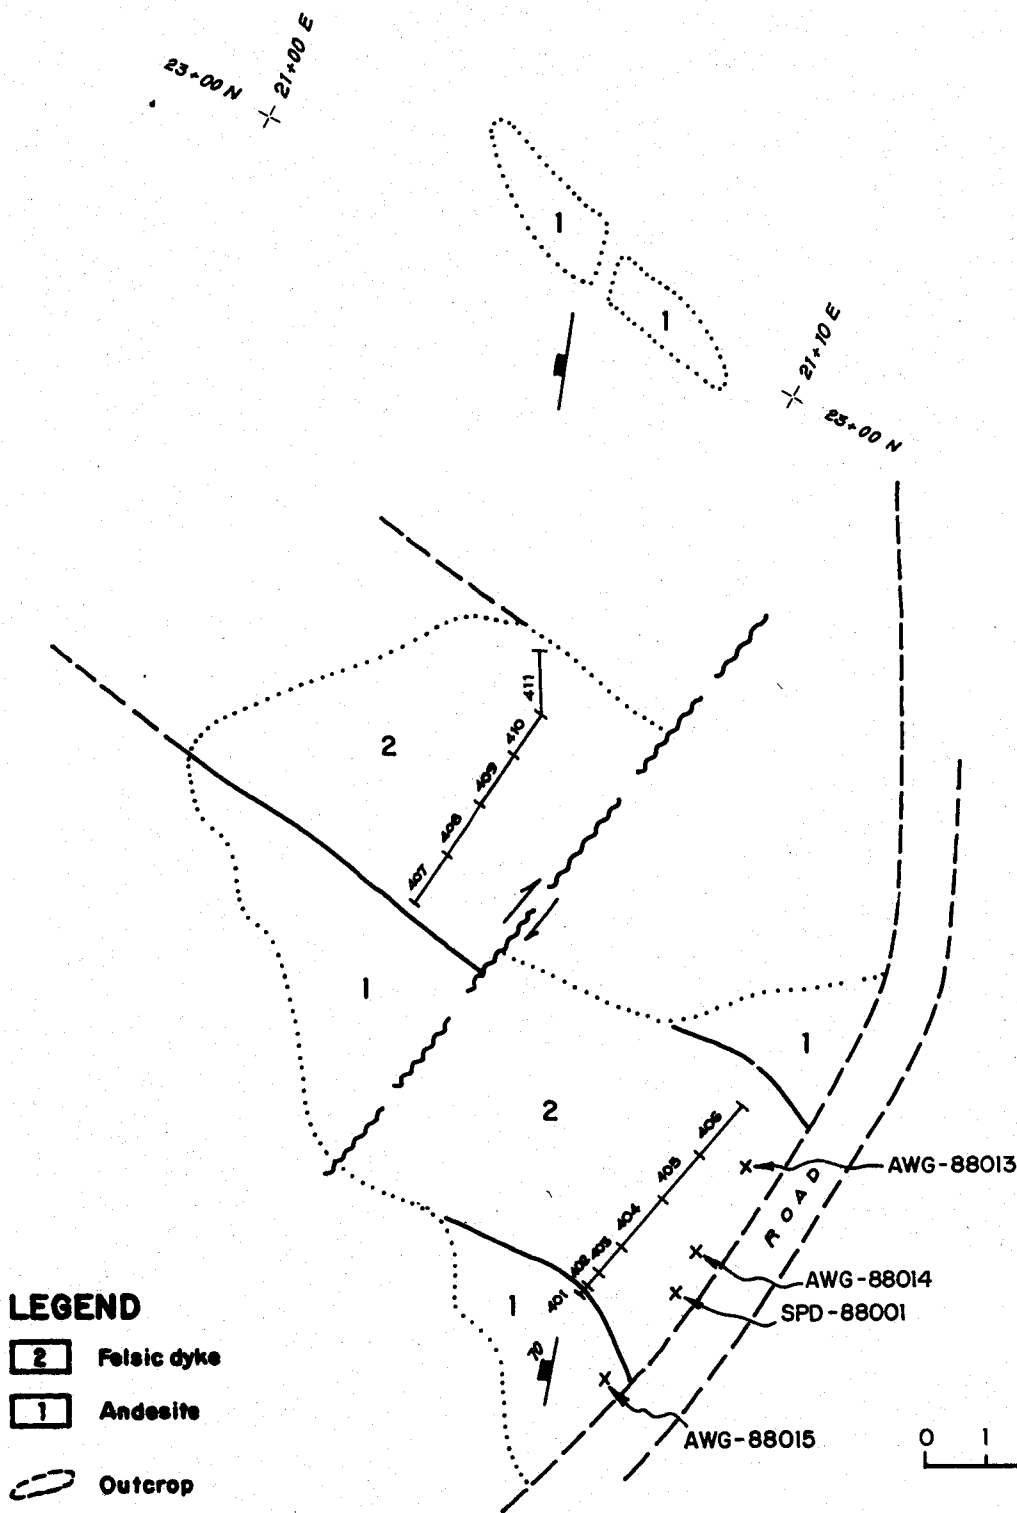 23+00 N
21+00 E
1
1
21+10 E
23+00 N
411
410
2
409
408
407
1
1
2
406
405
404
403
402
401
AWG-88013
ROAD
AWG-88014
SPD-88001
1
70
AWG-88015
LEGEND
2 Felsic dyke
1 Andesite
Outcrop
0 1